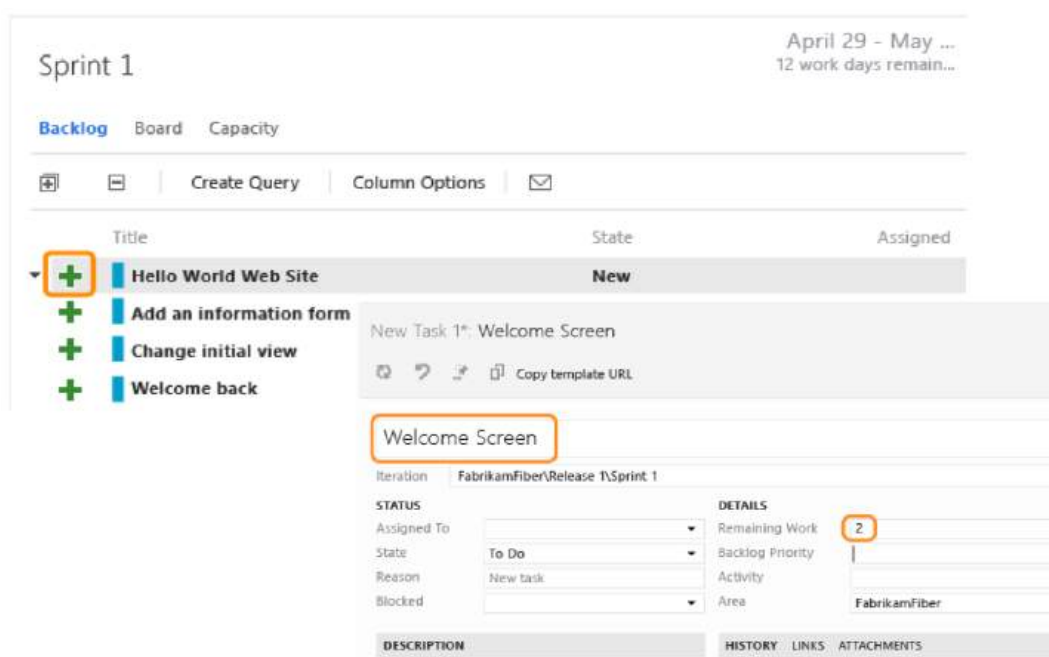 Sprint 1
April 29 - May ...
12 work days remain...
Backlog Board Capacity
Create Query Column Options
Title State Assigned
Hello World Web Site New
Add an information form
Change initial view
Welcome back
New Task 1*: Welcome Screen
Copy template URL
Welcome Screen
Iteration FabrikamFiber\Release 1\Sprint 1
STATUS DETAILS
Assigned To Remaining Work 2
State To Do Backlog Priority
Reason New task Activity
Blocked Area FabrikamFiber
DESCRIPTION HISTORY LINKS ATTACHMENTS